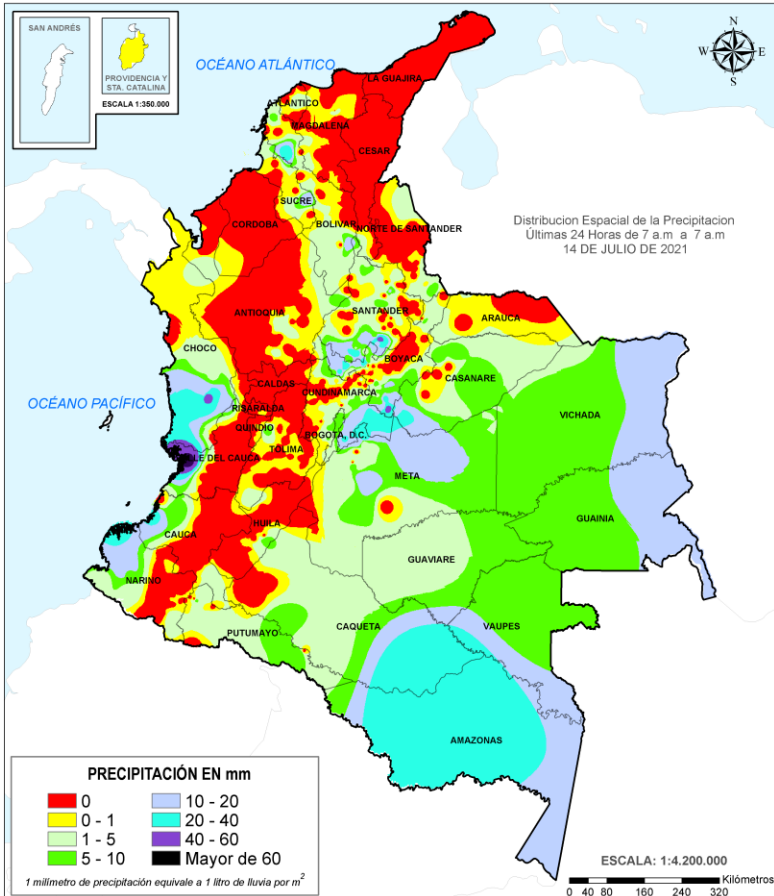 SAN ANDRÉS
PROVIDENCIA Y
STA. CATALINA
ESCALA 1:350.000
OCÉANO ATLÁNTICO
N
W
E
S
LA GUAJIRA
ATLANTICO
MAGDALENA
CESAR
SUCRE
CORDOBA
BOLIVAR
NORTE DE SANTANDER
Distribucion Espacial de la Precipitacion
Últimas 24 Horas de 7 a.m a 7 a.m
14 DE JULIO DE 2021
ANTIOQUIA
SANTANDER
ARAUCA
CHOCO
BOYACA
CASANARE
CALDAS
CUNDINAMARCA
OCÉANO PACÍFICO
RISARALDA
VICHADA
QUINDIO
BOGOTA, D.C.
TOLIMA
LE DEL CAUCA
META
GUAINIA
HUILA
CAUCA
GUAVIARE
NARINO
PUTUMAYO
CAQUETA
VAUPES
AMAZONAS
PRECIPITACIÓN EN mm
0
0 - 1
1 - 5
5 - 10
10 - 20
20 - 40
40 - 60
Mayor de 60
1 milímetro de precipitación equivale a 1 litro de lluvia por m²
ESCALA: 1:4.200.000
Kilómetros
0 40 80 160 240 320